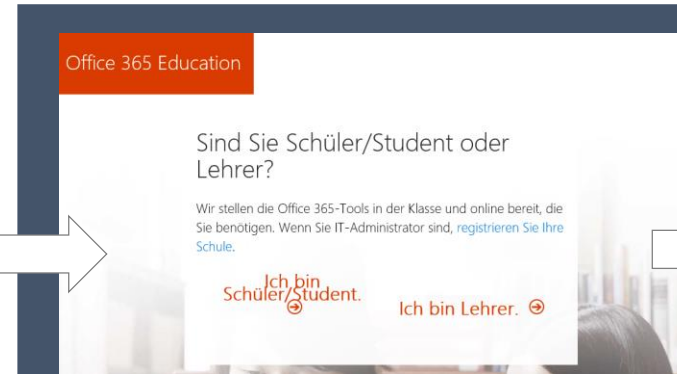 Office 365 Education
Sind Sie Schüler/Student oder
Lehrer?
Wir stellen die Office 365-Tools in der Klasse und online bereit, die
Sie benötigen. Wenn Sie IT-Administrator sind, registrieren Sie Ihre
Schule.
Ich bin
Schüler/Student.
Ich bin Lehrer.